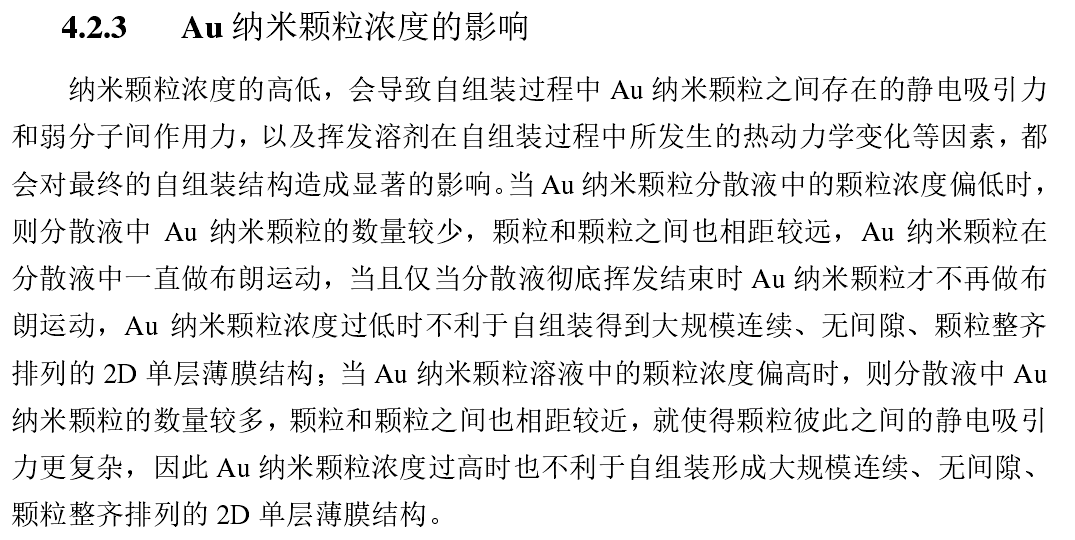 4.2.3 Au 纳米颗粒浓度的影响
纳米颗粒浓度的高低，会导致自组装过程中 Au 纳米颗粒之间存在的静电吸引力
和弱分子间作用力，以及挥发溶剂在自组装过程中所发生的热动力学变化等因素，都
会对最终的自组装结构造成显著的影响。当 Au 纳米颗粒分散液中的颗粒浓度偏低时，
则分散液中 Au 纳米颗粒的数量较少，颗粒和颗粒之间也相距较远，Au 纳米颗粒在
分散液中一直做布朗运动，当且仅当分散液彻底挥发结束时 Au 纳米颗粒才不再做布
朗运动，Au 纳米颗粒浓度过低时不利于自组装得到大规模连续、无间隙、颗粒整齐
排列的 2D 单层薄膜结构；当 Au 纳米颗粒溶液中的颗粒浓度偏高时，则分散液中 Au
纳米颗粒的数量较多，颗粒和颗粒之间也相距较近，就使得颗粒彼此之间的静电吸引
力更复杂，因此 Au 纳米颗粒浓度过高时也不利于自组装形成大规模连续、无间隙、
颗粒整齐排列的 2D 单层薄膜结构。